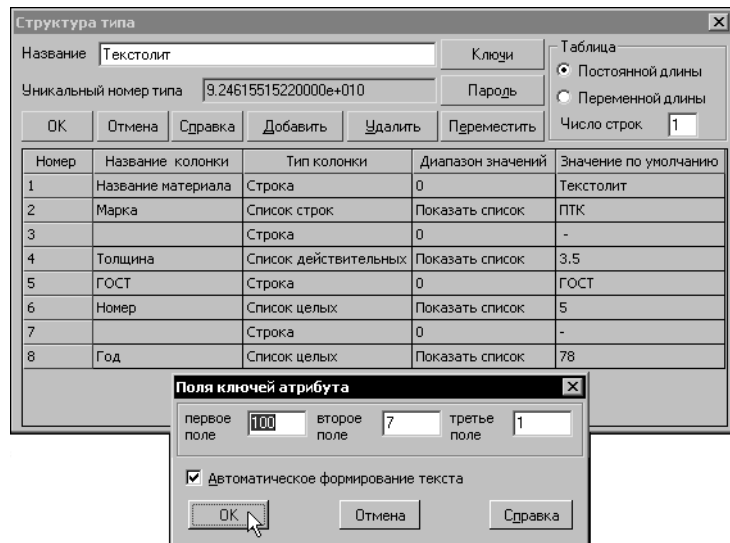 Структура типа
Название Текстолит Ключи Таблица
Постоянной длины
Уникальный номер типа 9.24615515220000e+010 Пароль Переменной длины
OK Отмена Справка Добавить Удалить Переместить Число строк 1
Номер Название колонки Тип колонки Диапазон значений Значение по умолчанию
1 Название материала Строка 0 Текстолит
2 Марка Список строк Показать список ПТК
3 Строка 0 -
4 Толщина Список действительных Показать список 3.5
5 ГОСТ Строка 0 ГОСТ
6 Номер Список целых Показать список 5
7 Строка 0 -
8 Год Список целых Показать список 78
Поля ключей атрибута
первое поле 100 второе поле 7 третье поле 1
Автоматическое формирование текста
OK Отмена Справка